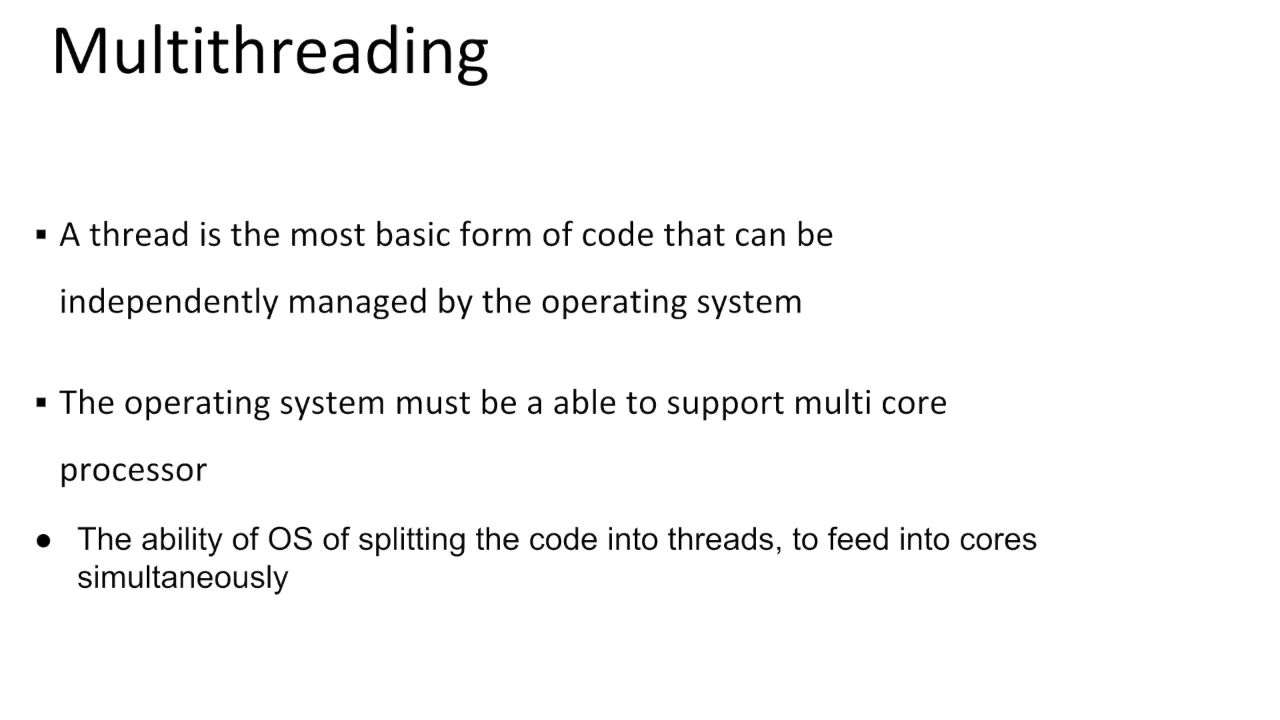 Multithreading
▪ A thread is the most basic form of code that can be
independently managed by the operating system
▪ The operating system must be a able to support multi core
processor
● The ability of OS of splitting the code into threads, to feed into cores
simultaneously